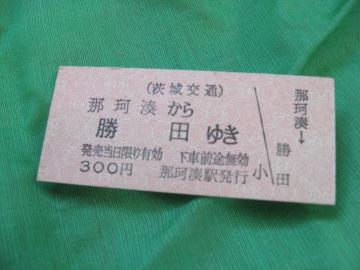 (茨城交通)
那珂湊から
勝田ゆき
発売当日限り有効 下車前途無効
300円 那珂湊駅発行
小
那珂湊→勝田